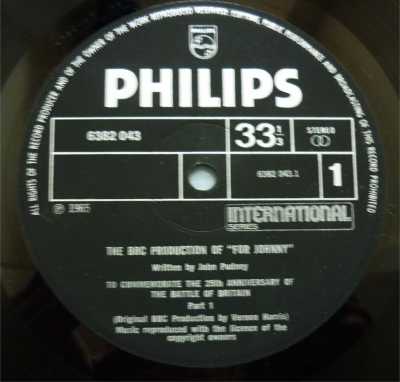 ALL RIGHTS OF THE RECORD PRODUCER AND OF THE OWNER OF THE WORK REPRODUCED RESERVED. PUBLIC PERFORMANCE AND BROADCASTING OF THIS RECORD PROHIBITED
PHILIPS
PHILIPS
6382 043
33 1/3
STEREO
6382 043.1
1
℗ 1965
INTERNATIONAL
SERIES
THE BBC PRODUCTION OF "FOR JOHNNY"
Written by John Pudney
TO COMMEMORATE THE 25th ANNIVERSARY OF
THE BATTLE OF BRITAIN
Part 1
(Original BBC Production by Vernon Harris)
Music reproduced with the licence of the
copyright owners